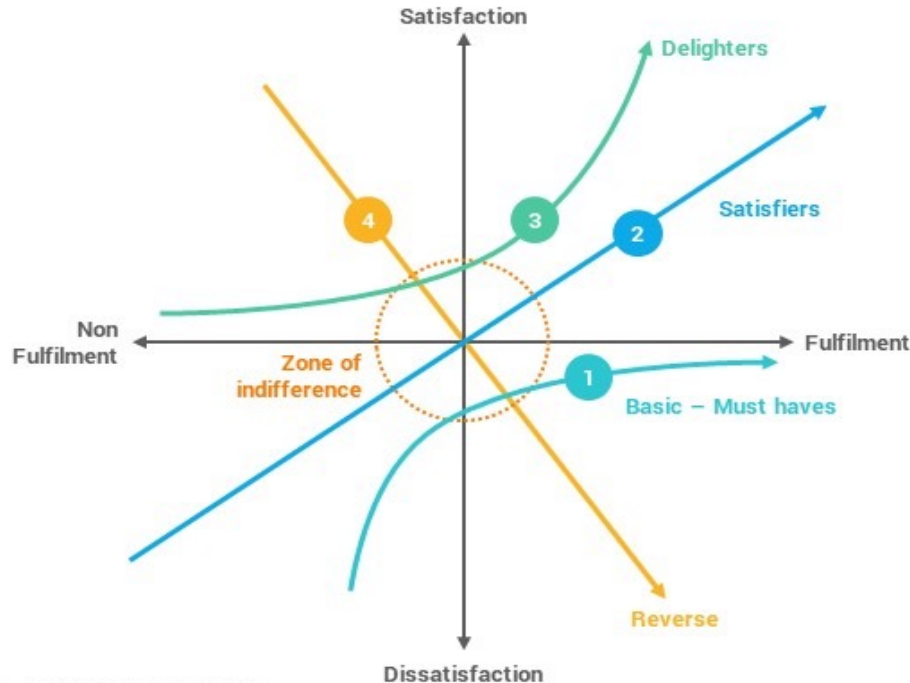 Satisfaction
Delighters
Satisfiers
4
3
2
Non
Fulfilment
Fulfilment
Zone of
indifference
1
Basic – Must haves
Reverse
Dissatisfaction